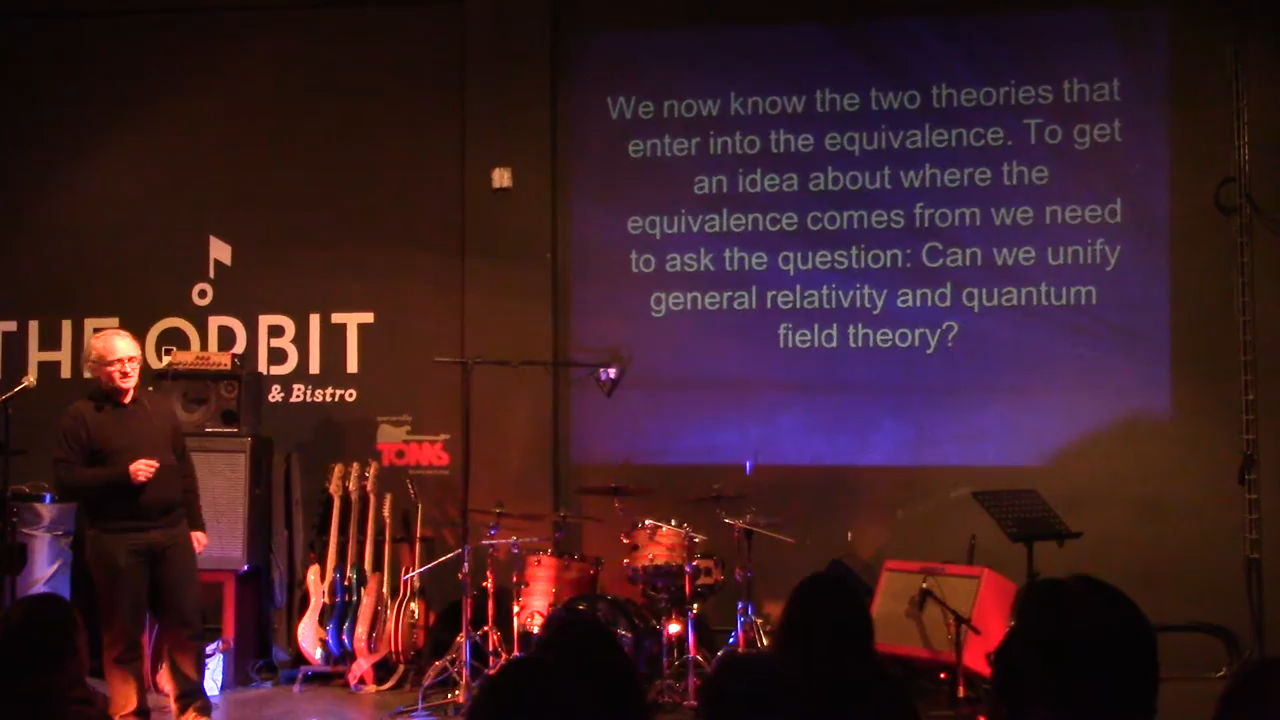 We now know the two theories that
enter into the equivalence. To get
an idea about where the
equivalence comes from we need
to ask the question: Can we unify
general relativity and quantum
field theory?
THE ORBIT
& Bistro
TOMS